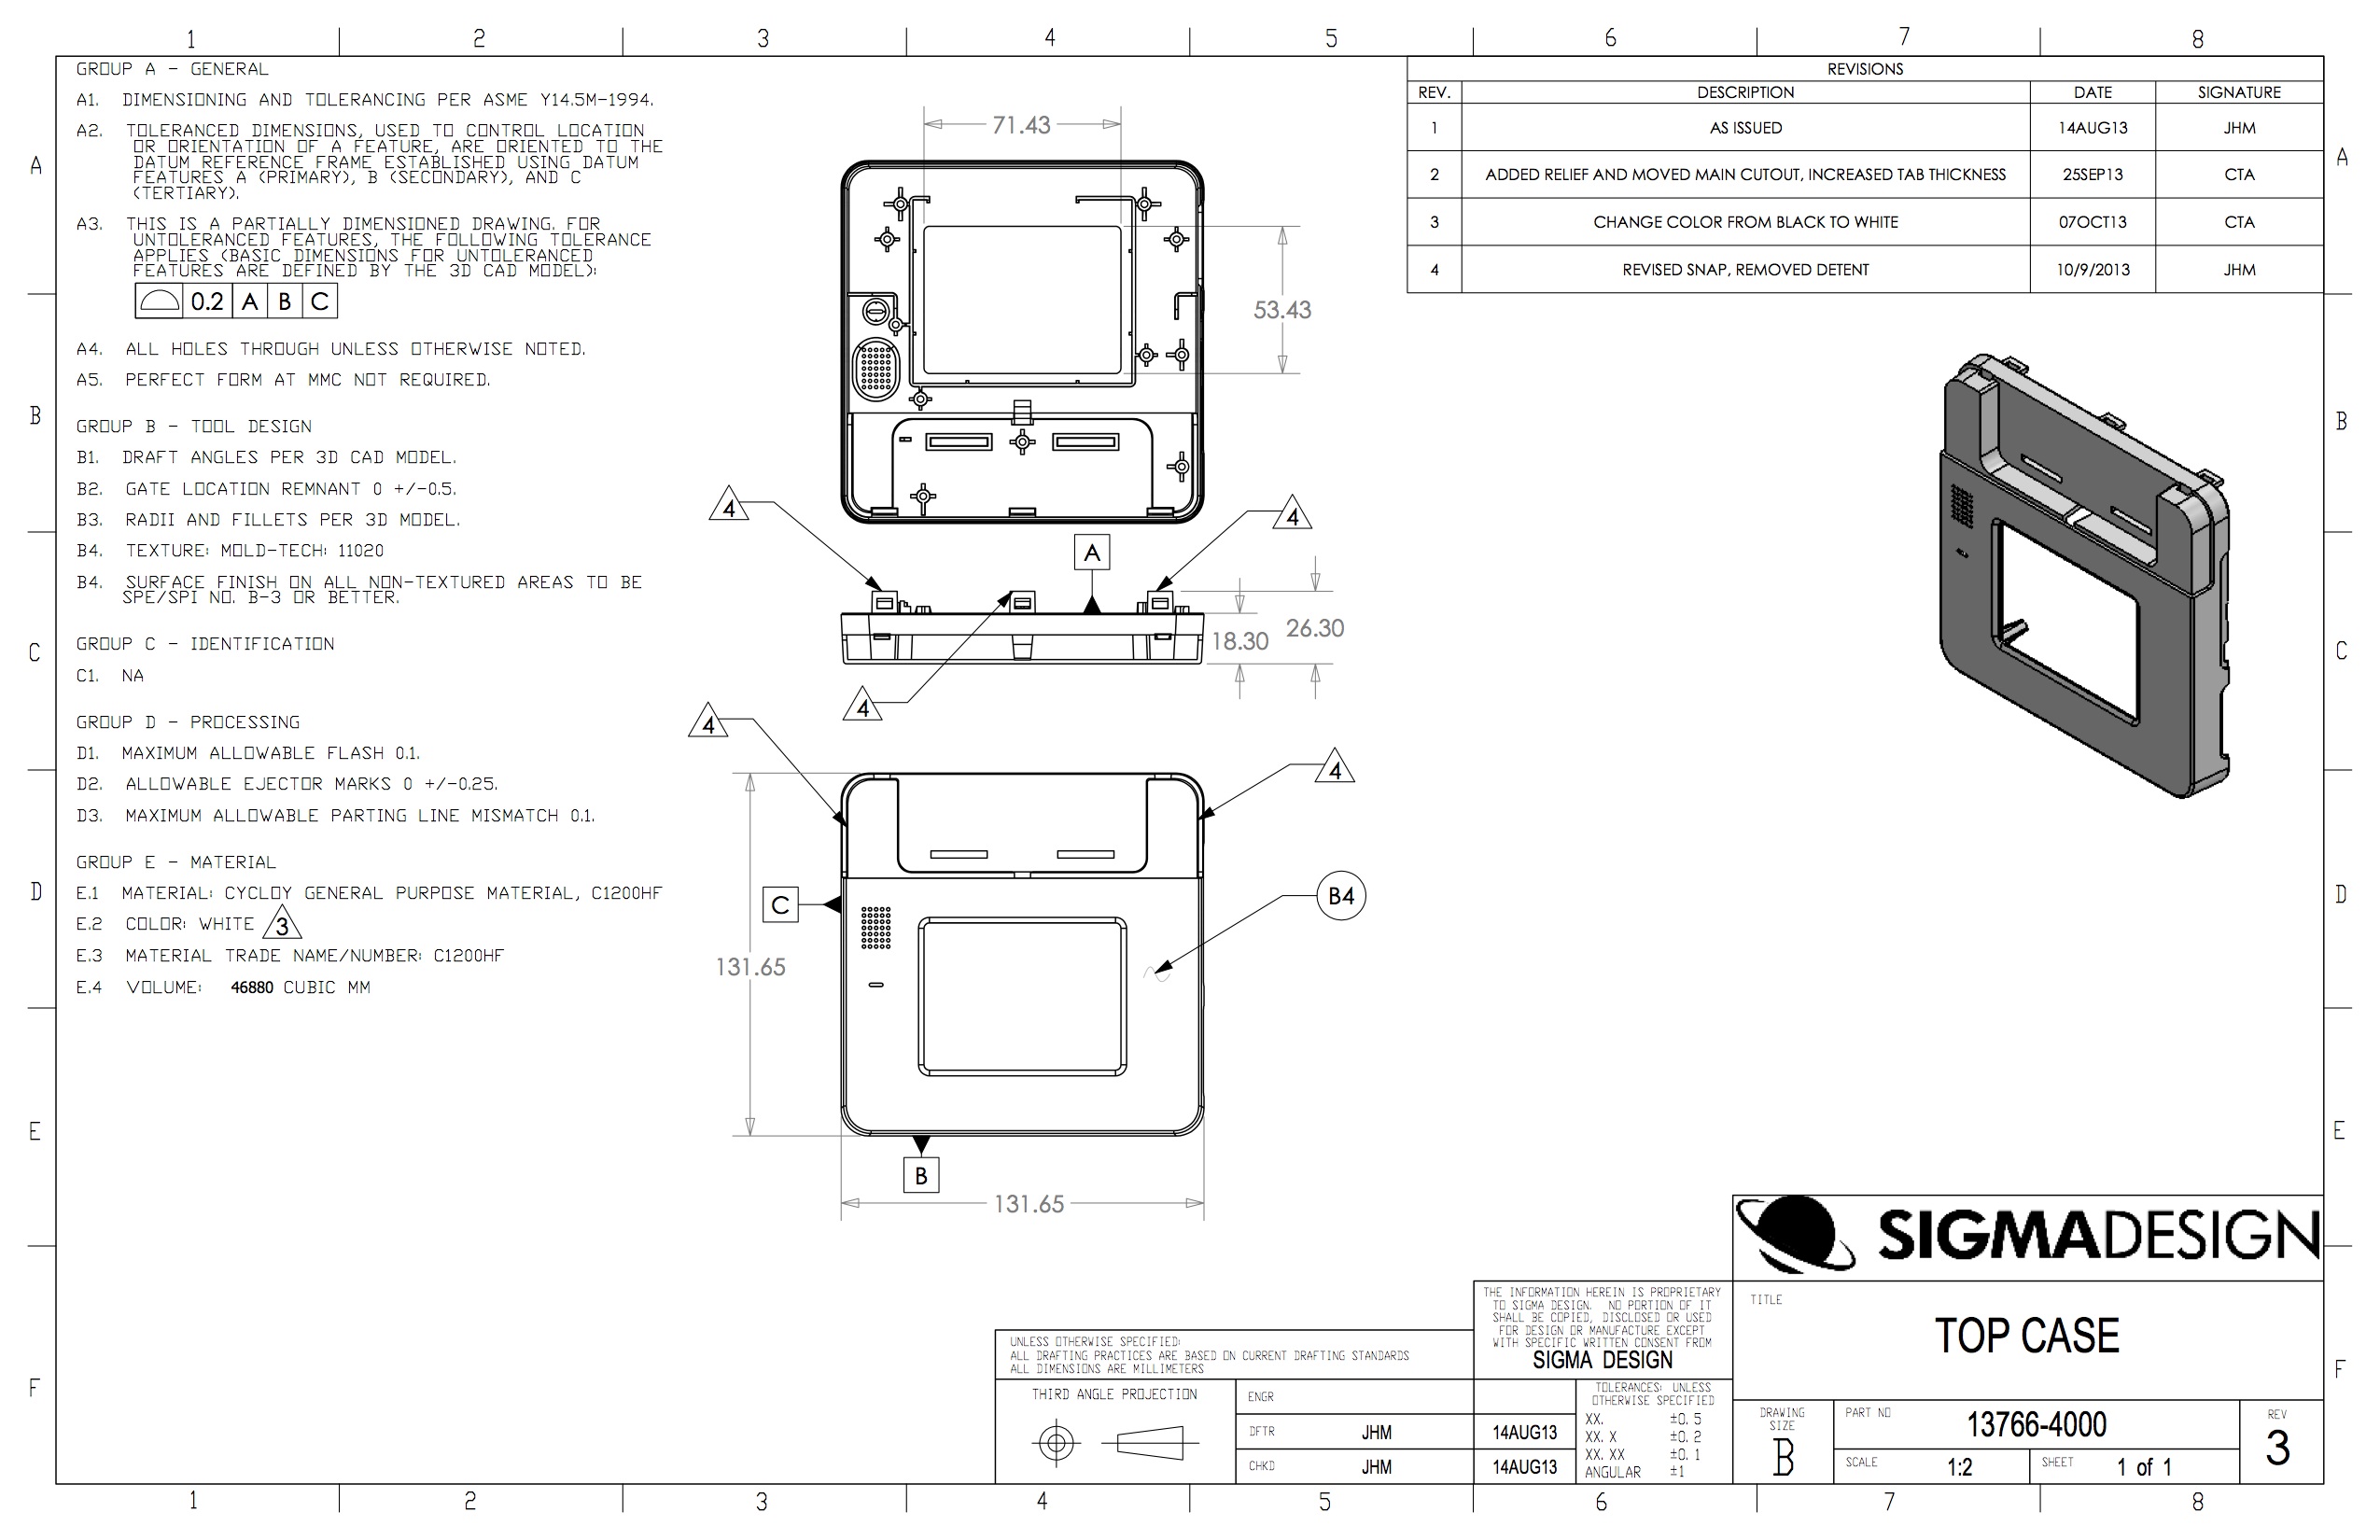 1 2 3 4 5 6 7 8
A
B
C
D
E
F
GROUP A - GENERAL
A1. DIMENSIONING AND TOLERANCING PER ASME Y14.5M-1994.
A2. TOLERANCED DIMENSIONS, USED TO CONTROL LOCATION
OR ORIENTATION OF A FEATURE, ARE ORIENTED TO THE
DATUM REFERENCE FRAME ESTABLISHED USING DATUM
FEATURES A (PRIMARY), B (SECONDARY), AND C
(TERTIARY).
A3. THIS IS A PARTIALLY DIMENSIONED DRAWING. FOR
UNTOLERANCED FEATURES, THE FOLLOWING TOLERANCE
APPLIES (BASIC DIMENSIONS FOR UNTOLERANCED
FEATURES ARE DEFINED BY THE 3D CAD MODEL):
0.2 A B C
A4. ALL HOLES THROUGH UNLESS OTHERWISE NOTED.
A5. PERFECT FORM AT MMC NOT REQUIRED.
GROUP B - TOOL DESIGN
B1. DRAFT ANGLES PER 3D CAD MODEL.
B2. GATE LOCATION REMNANT 0 +/-0.5.
B3. RADII AND FILLETS PER 3D MODEL.
B4. TEXTURE: MOLD-TECH: 11020
B4. SURFACE FINISH ON ALL NON-TEXTURED AREAS TO BE
SPE/SPI NO. B-3 OR BETTER.
GROUP C - IDENTIFICATION
C1. NA
GROUP D - PROCESSING
D1. MAXIMUM ALLOWABLE FLASH 0.1.
D2. ALLOWABLE EJECTOR MARKS 0 +/-0.25.
D3. MAXIMUM ALLOWABLE PARTING LINE MISMATCH 0.1.
GROUP E - MATERIAL
E.1 MATERIAL: CYCLOY GENERAL PURPOSE MATERIAL, C1200HF
E.2 COLOR: WHITE 3
E.3 MATERIAL TRADE NAME/NUMBER: C1200HF
E.4 VOLUME: 46880 CUBIC MM
71.43
53.43
4
4
A
18.30
26.30
4
4
4
C
B4
131.65
B
131.65
REVISIONS
REV. DESCRIPTION DATE SIGNATURE
1 AS ISSUED 14AUG13 JHM
2 ADDED RELIEF AND MOVED MAIN CUTOUT, INCREASED TAB THICKNESS 25SEP13 CTA
3 CHANGE COLOR FROM BLACK TO WHITE 07OCT13 CTA
4 REVISED SNAP, REMOVED DETENT 10/9/2013 JHM
A
B
C
D
E
F
SIGMADESIGN
TITLE
TOP CASE
DRAWING
SIZE
B
PART NO
13766-4000
REV
3
SCALE 1:2
SHEET 1 of 1
THE INFORMATION HEREIN IS PROPRIETARY
TO SIGMA DESIGN. NO PORTION OF IT
SHALL BE COPIED, DISCLOSED OR USED
FOR DESIGN OR MANUFACTURE EXCEPT
WITH SPECIFIC WRITTEN CONSENT FROM
SIGMA DESIGN
UNLESS OTHERWISE SPECIFIED:
ALL DRAFTING PRACTICES ARE BASED ON CURRENT DRAFTING STANDARDS
ALL DIMENSIONS ARE MILLIMETERS
THIRD ANGLE PROJECTION
ENGR
DFTR JHM 14AUG13
CHKD JHM 14AUG13
TOLERANCES: UNLESS
OTHERWISE SPECIFIED
XX. ±0.5
XX. X ±0.2
XX. XX ±0.1
ANGULAR ±1
1 2 3 4 5 6 7 8